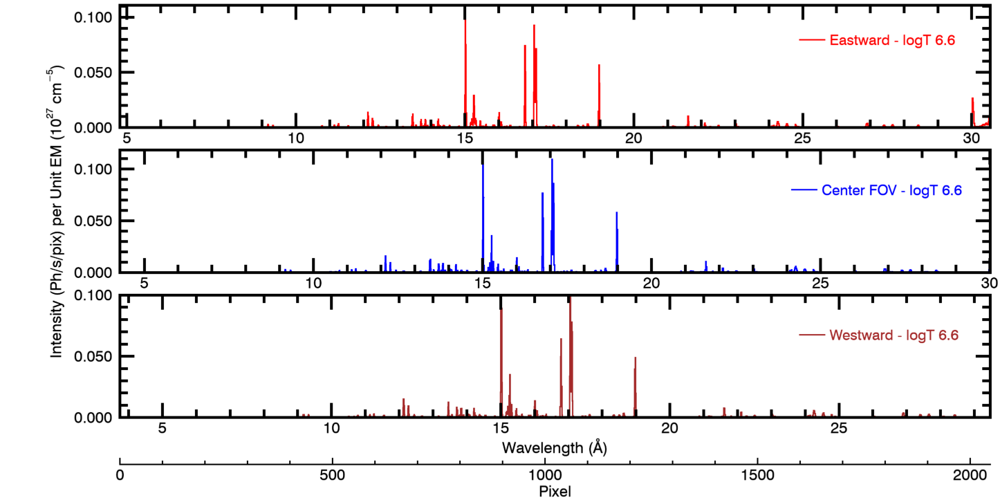 Intensity (Ph/s/pix) per Unit EM (10²⁷ cm⁻⁵)
0.100
0.050
0.000
Eastward - logT 6.6
5 10 15 20 25 30
0.100
0.050
0.000
Center FOV - logT 6.6
5 10 15 20 25 30
0.100
0.050
0.000
Westward - logT 6.6
5 10 15 20 25
Wavelength (Å)
0 500 1000 1500 2000
Pixel